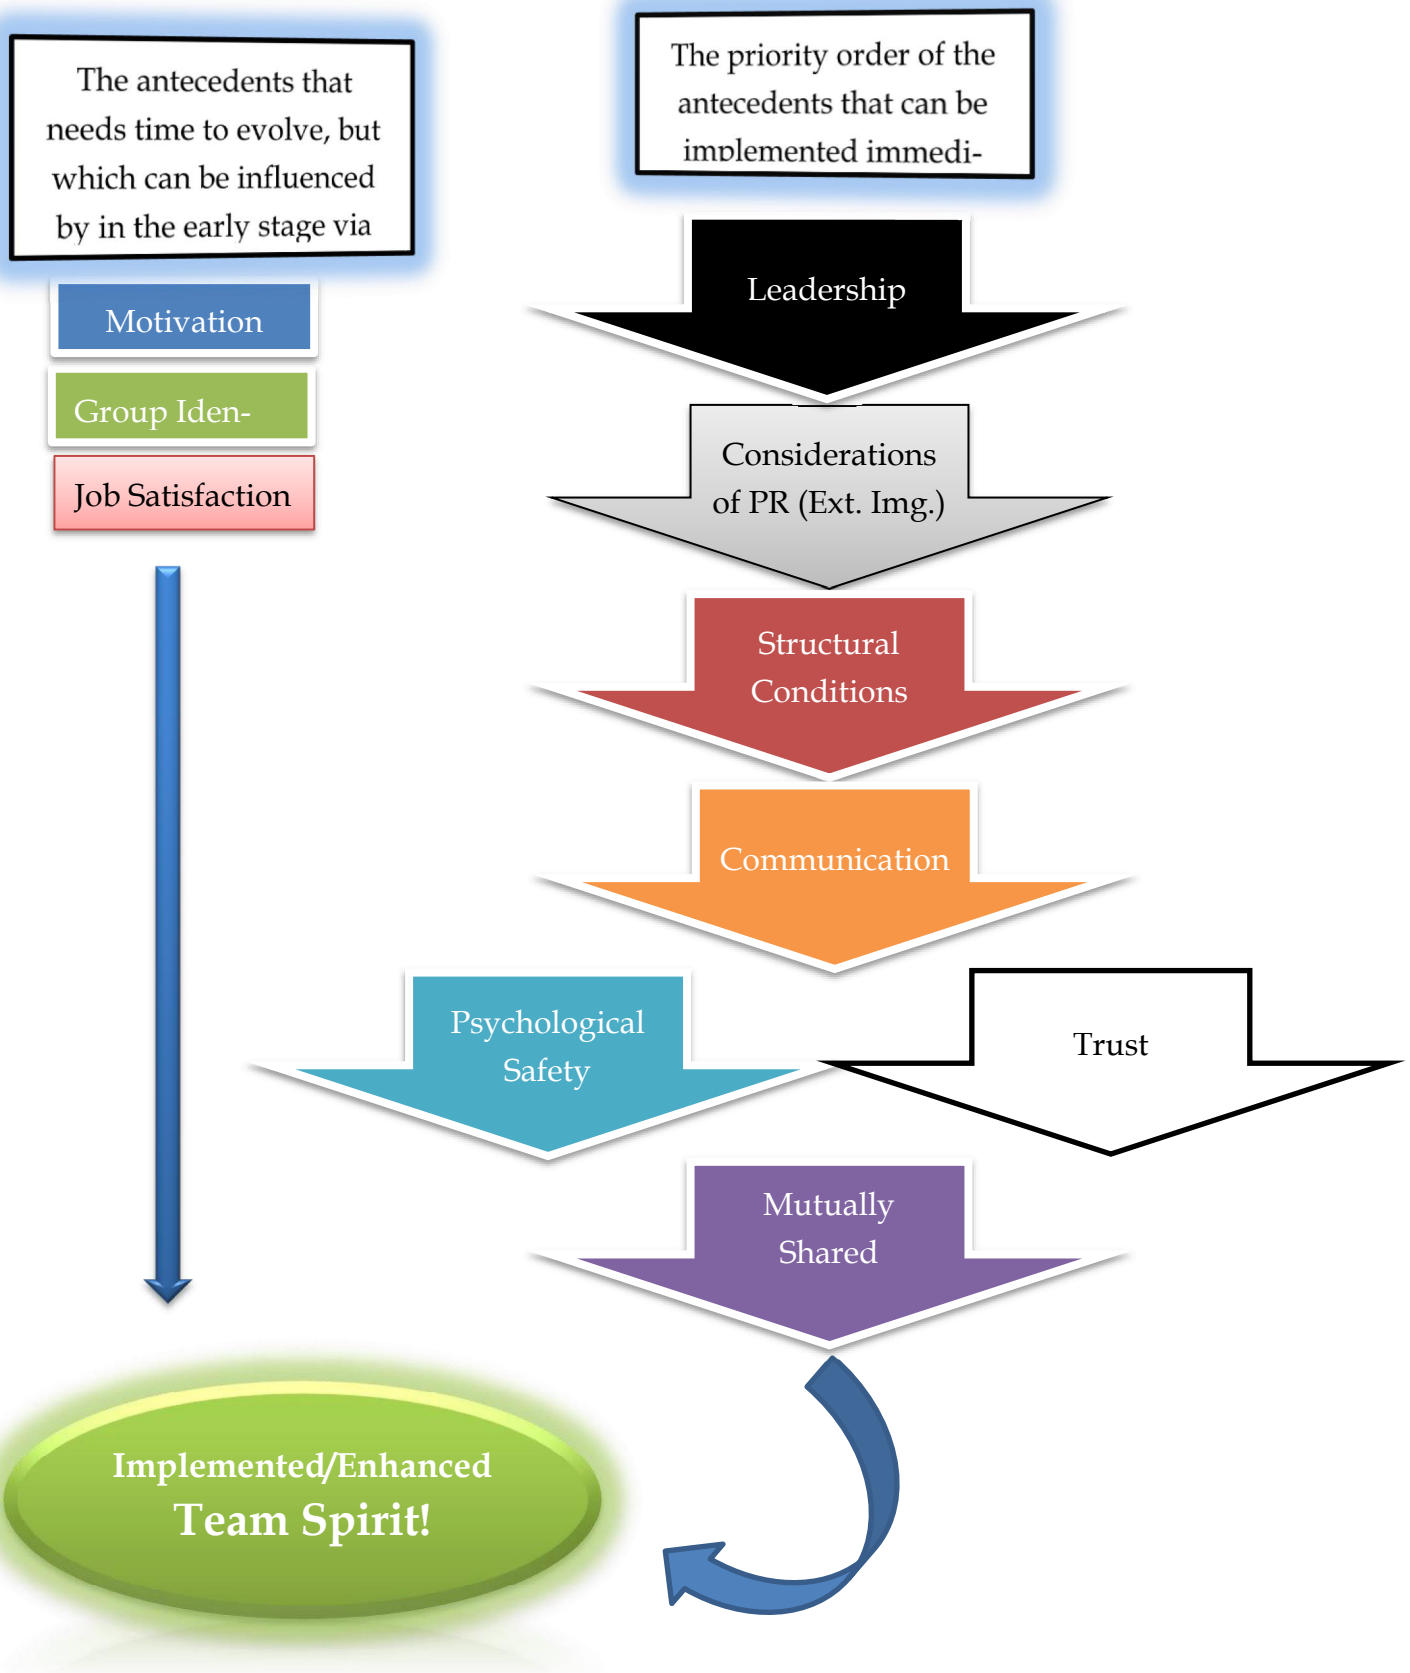 The antecedents that
needs time to evolve, but
which can be influenced
by in the early stage via
Motivation
Group Iden-
Job Satisfaction
The priority order of the
antecedents that can be
implemented immedi-
Leadership
Considerations
of PR (Ext. Img.)
Structural
Conditions
Communication
Psychological
Safety
Trust
Mutually
Shared
Implemented/Enhanced
Team Spirit!